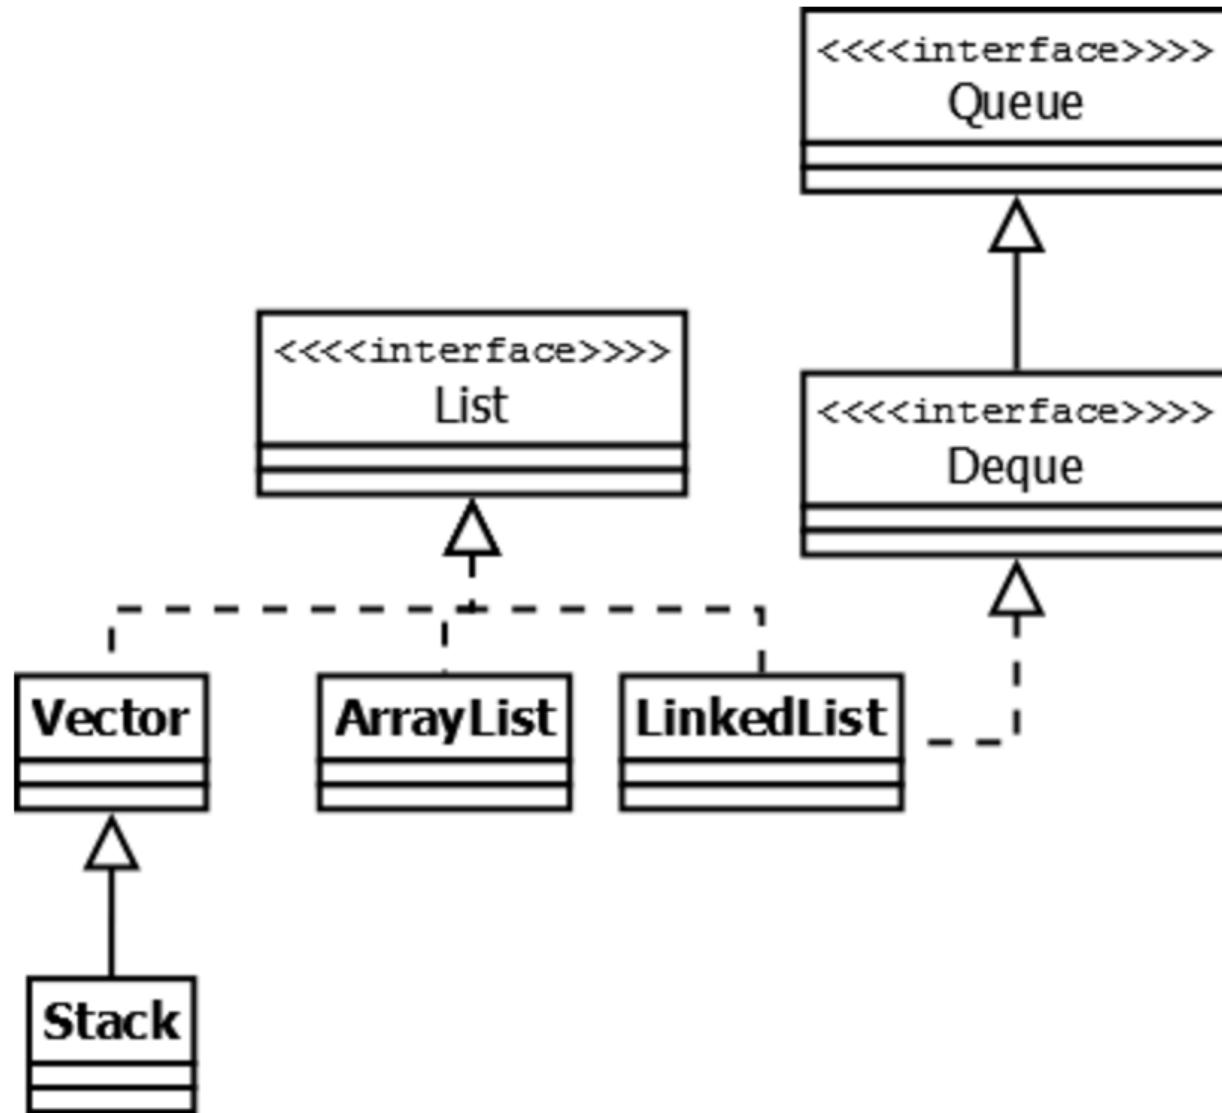 <<<<interface>>>>
Queue
<<<<interface>>>>
List
<<<<interface>>>>
Deque
Vector
ArrayList
LinkedList
Stack